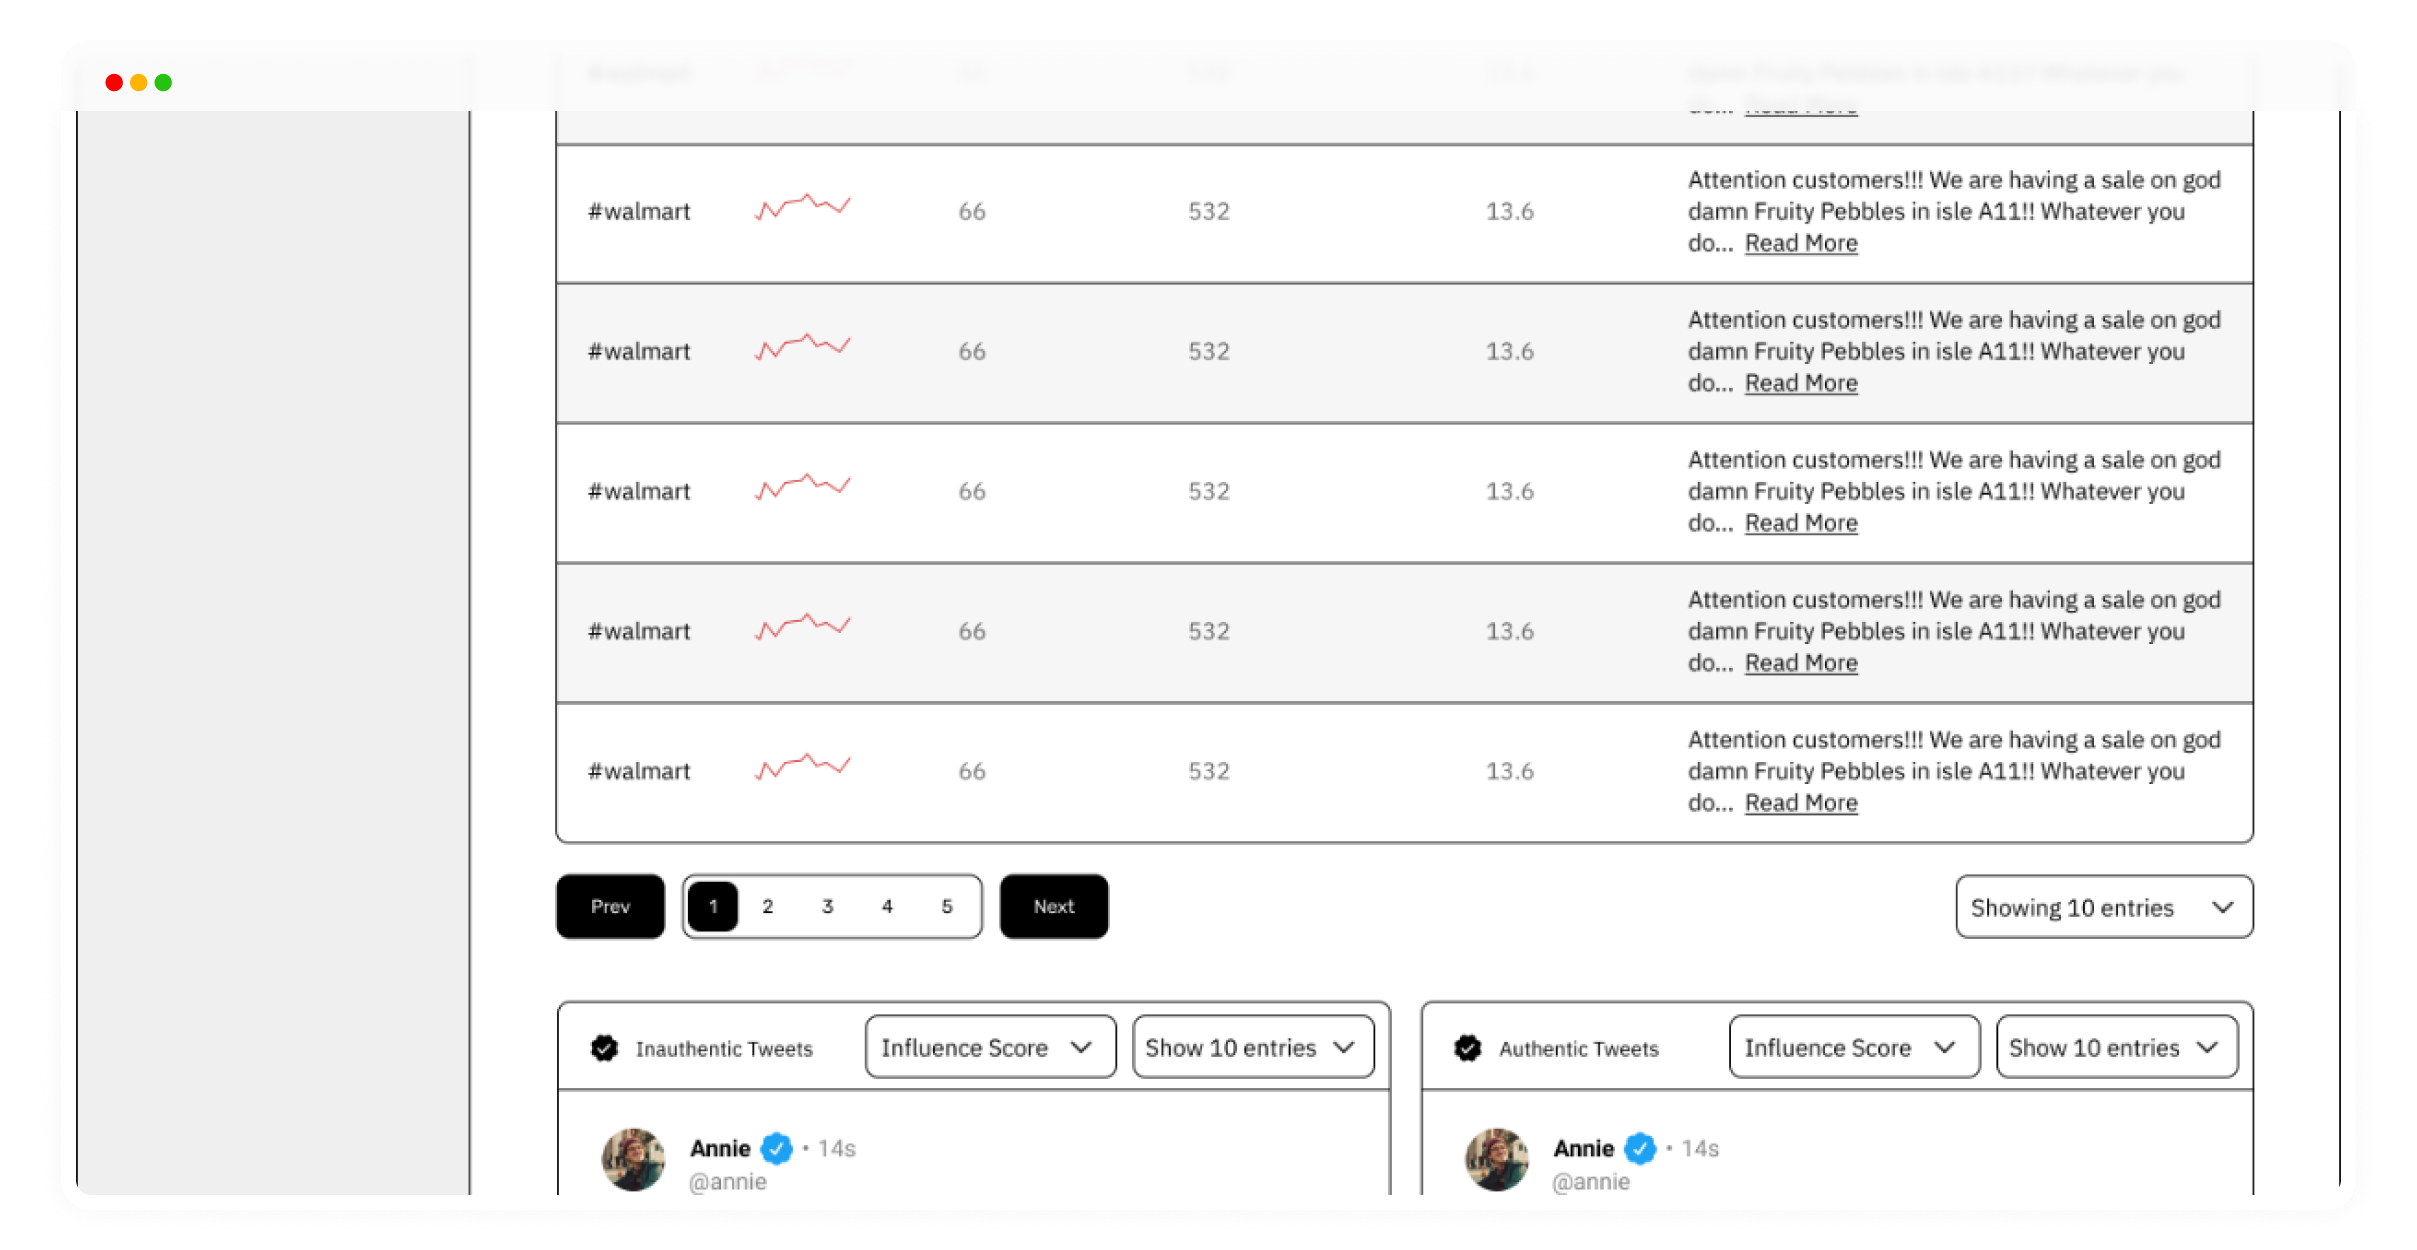 do... Read More
#walmart 66 532 13.6 Attention customers!!! We are having a sale on god
damn Fruity Pebbles in isle A11!! Whatever you
do... Read More
#walmart 66 532 13.6 Attention customers!!! We are having a sale on god
damn Fruity Pebbles in isle A11!! Whatever you
do... Read More
#walmart 66 532 13.6 Attention customers!!! We are having a sale on god
damn Fruity Pebbles in isle A11!! Whatever you
do... Read More
#walmart 66 532 13.6 Attention customers!!! We are having a sale on god
damn Fruity Pebbles in isle A11!! Whatever you
do... Read More
#walmart 66 532 13.6 Attention customers!!! We are having a sale on god
damn Fruity Pebbles in isle A11!! Whatever you
do... Read More
Prev 1 2 3 4 5 Next Showing 10 entries
Inauthentic Tweets Influence Score Show 10 entries
Annie • 14s
@annie
Authentic Tweets Influence Score Show 10 entries
Annie • 14s
@annie